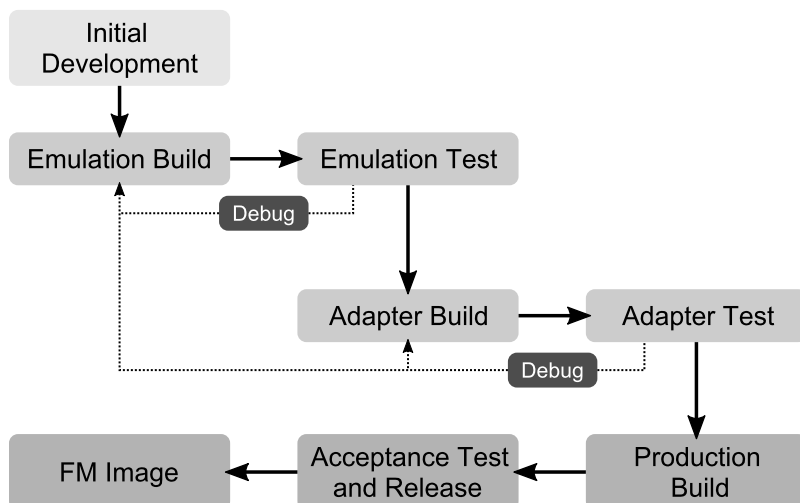 Initial
Development
Emulation Build
Emulation Test
Debug
Adapter Build
Adapter Test
Debug
FM Image
Acceptance Test
and Release
Production
Build